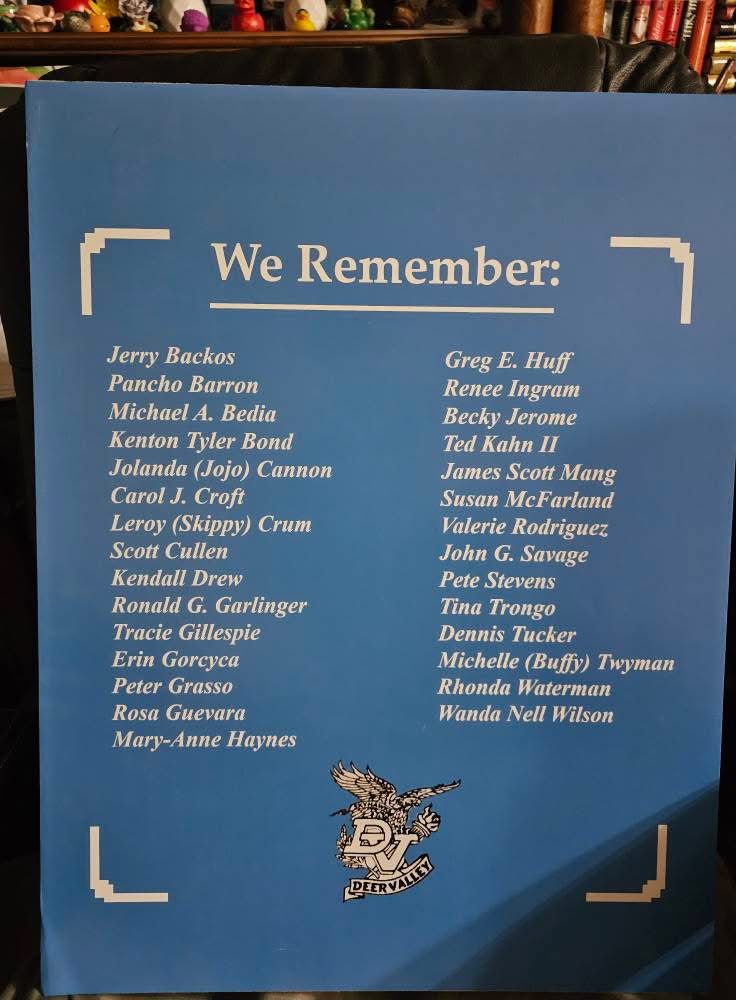 We Remember:
Jerry Backos
Pancho Barron
Michael A. Bedia
Kenton Tyler Bond
Jolanda (Jojo) Cannon
Carol J. Croft
Leroy (Skippy) Crum
Scott Cullen
Kendall Drew
Ronald G. Garlinger
Tracie Gillespie
Erin Gorcyca
Peter Grasso
Rosa Guevara
Mary-Anne Haynes
Greg E. Huff
Renee Ingram
Becky Jerome
Ted Kahn II
James Scott Mang
Susan McFarland
Valerie Rodriguez
John G. Savage
Pete Stevens
Tina Trongo
Dennis Tucker
Michelle (Buffy) Twyman
Rhonda Waterman
Wanda Nell Wilson
DV
DEER VALLEY